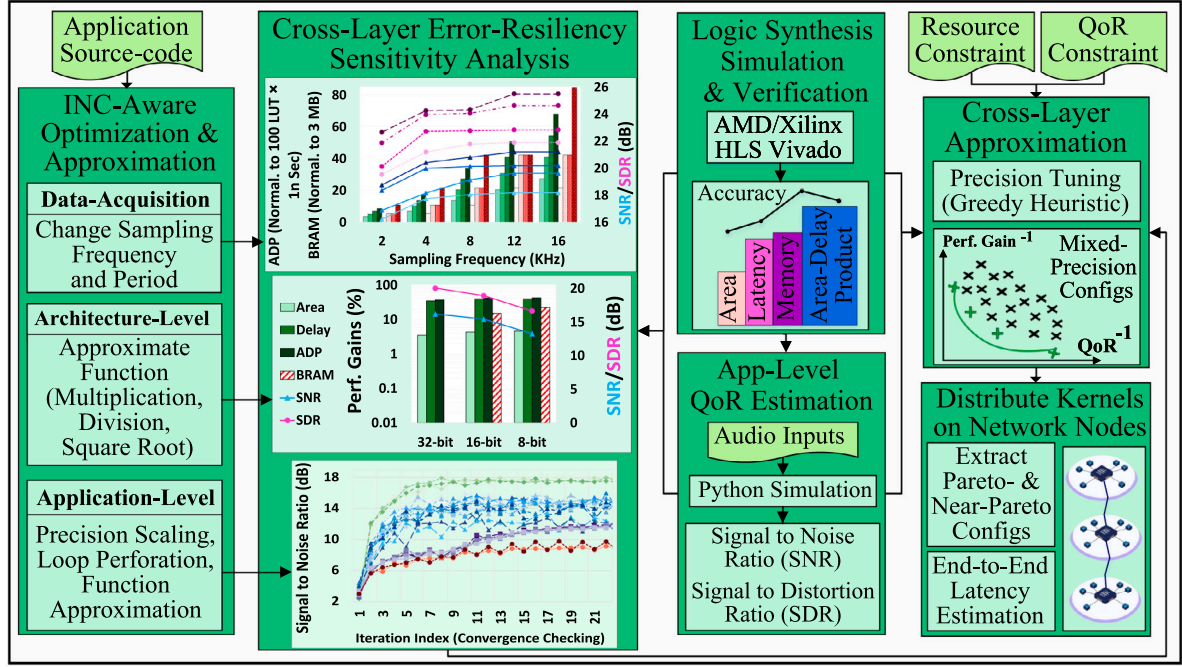 Application
Source-code
INC-Aware
Optimization &
Approximation
Data-Acquisition
Change Sampling
Frequency
and Period
Architecture-Level
Approximate
Function
(Multiplication,
Division,
Square Root)
Application-Level
Precision Scaling,
Loop Perforation,
Function
Approximation
Cross-Layer Error-Resiliency
Sensitivity Analysis
ADP (Normal. to 100 LUT ×
1.n Sec)
BRAM (Normal. to 3 MB)
80
60
40
20
0
2
4
8
12
16
Sampling Frequency (KHz)
26
24
22
20
18
16
SNR/SDR (dB)
Area
Delay
ADP
BRAM
SNR
SDR
Perf. Gains (%)
100
10
1
0.1
0.01
32-bit
16-bit
8-bit
20
15
10
5
0
SNR/SDR (dB)
Signal to Noise Ratio (dB)
18
14
10
6
2
1 3 5 7 9 11 13 15 17 19 21
Iteration Index (Convergence Checking)
Logic Synthesis
Simulation
& Verification
AMD/Xilinx
HLS Vivado
Accuracy
Area
Latency
Memory
Area-Delay
Product
App-Level
QoR Estimation
Audio Inputs
Python Simulation
Signal to Noise
Ratio (SNR)
Signal to Distortion
Ratio (SDR)
Resource
Constraint
QoR
Constraint
Cross-Layer
Approximation
Precision Tuning
(Greedy Heuristic)
Perf. Gain -1
Mixed-
Precision
Configs
QoR-1
Distribute Kernels
on Network Nodes
Extract
Pareto- &
Near-Pareto
Configs
End-to-End
Latency
Estimation